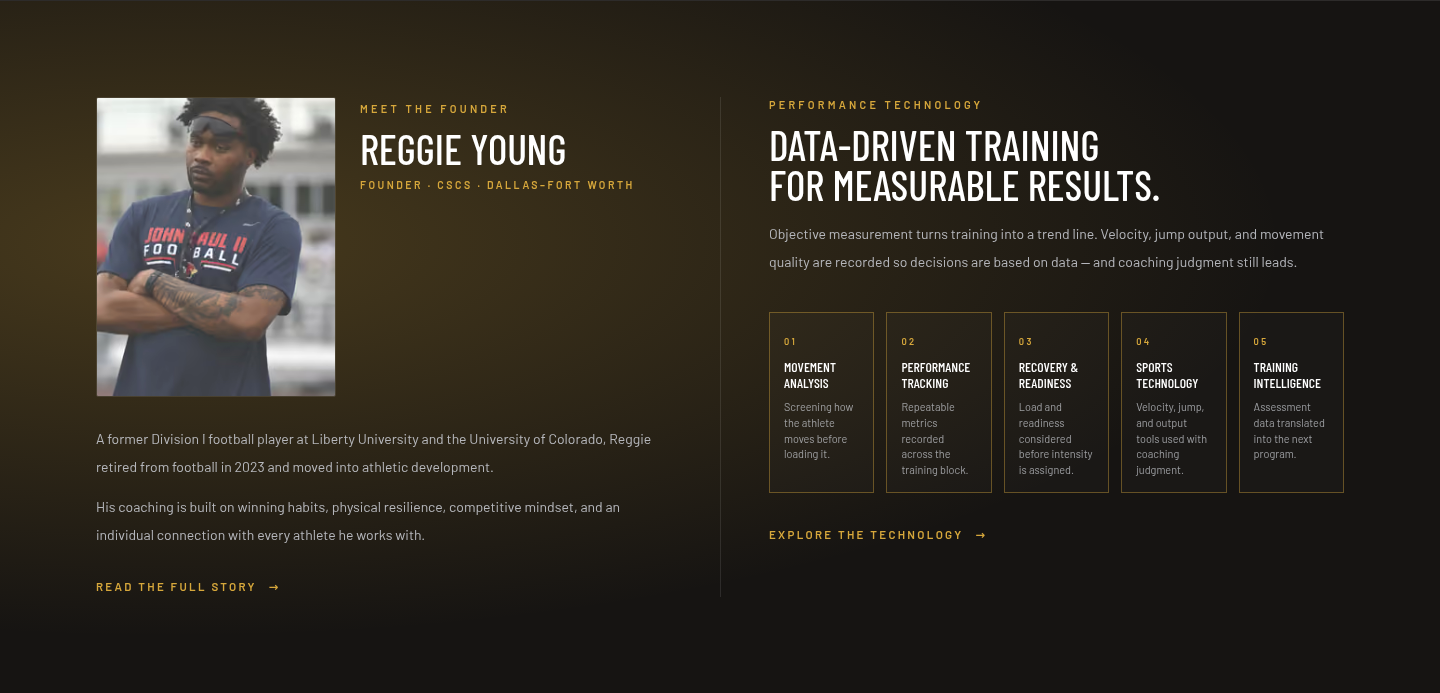 MEET THE FOUNDER
REGGIE YOUNG
FOUNDER · CSCS · DALLAS-FORT WORTH
JOHN PAUL II
FOOTBALL
A former Division I football player at Liberty University and the University of Colorado, Reggie
retired from football in 2023 and moved into athletic development.
His coaching is built on winning habits, physical resilience, competitive mindset, and an
individual connection with every athlete he works with.
READ THE FULL STORY →
PERFORMANCE TECHNOLOGY
DATA-DRIVEN TRAINING
FOR MEASURABLE RESULTS.
Objective measurement turns training into a trend line. Velocity, jump output, and movement
quality are recorded so decisions are based on data — and coaching judgment still leads.
01
MOVEMENT
ANALYSIS
Screening how
the athlete
moves before
loading it.
02
PERFORMANCE
TRACKING
Repeatable
metrics
recorded
across the
training block.
03
RECOVERY &
READINESS
Load and
readiness
considered
before intensity
is assigned.
04
SPORTS
TECHNOLOGY
Velocity, jump,
and output
tools used with
coaching
judgment.
05
TRAINING
INTELLIGENCE
Assessment
data translated
into the next
program.
EXPLORE THE TECHNOLOGY →